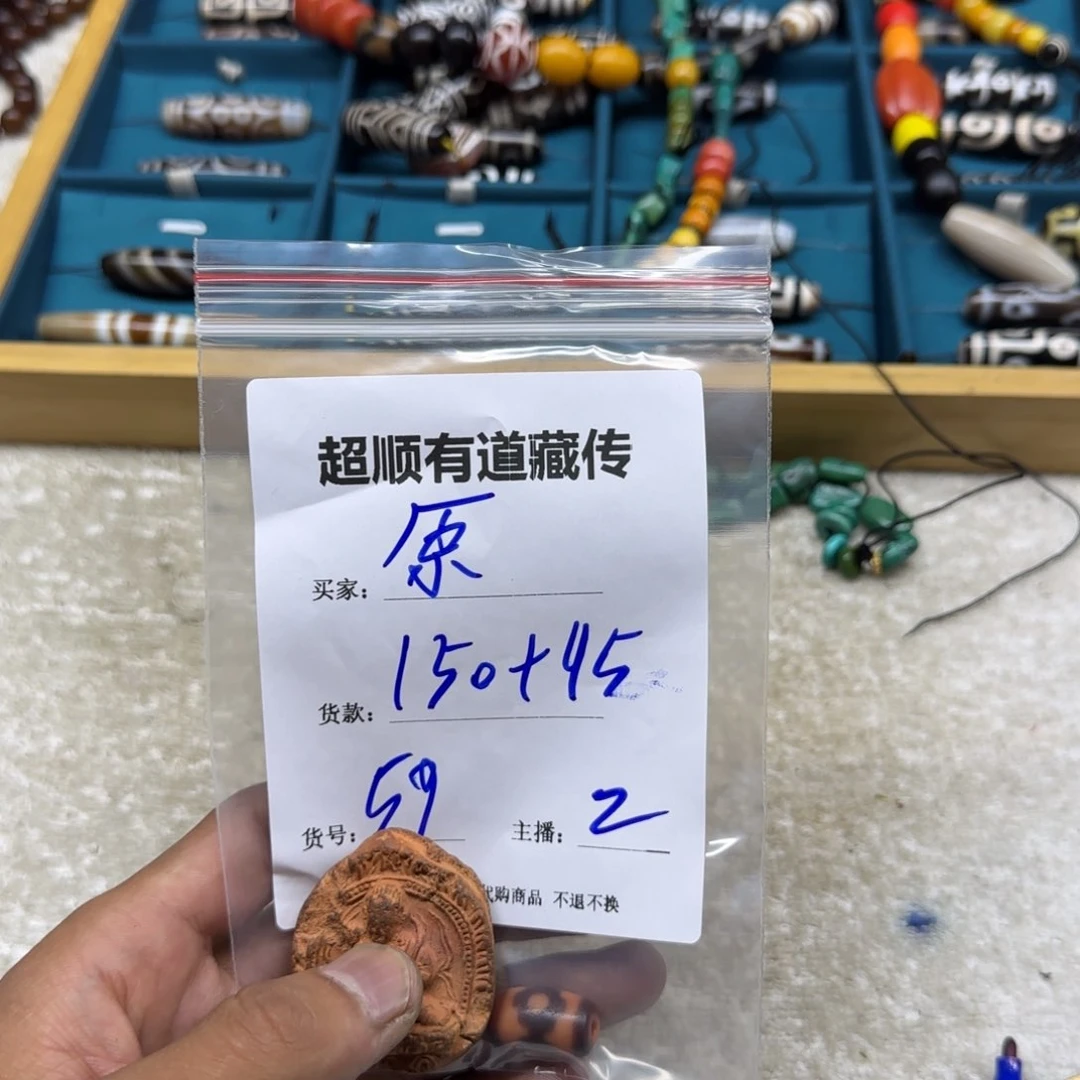 超顺有道藏传
买家：原
货款：150+45
货号：59 主播：2
代购商品 不退不换